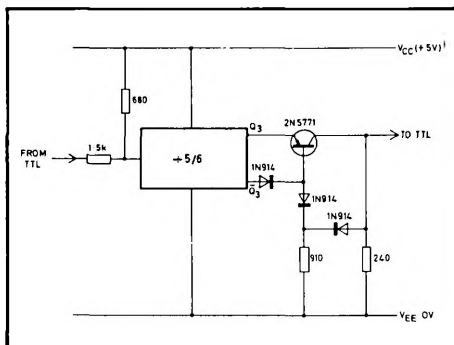 VCC (+5V)
680
2N5771
Q3
1·5k
FROM
TTL
÷ 5/6
TO TTL
1N914
Q̄3
1N914
1N914
910
240
VEE 0V